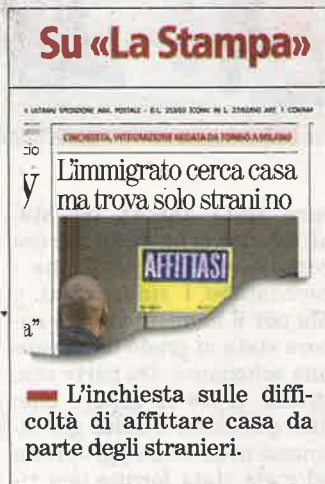 Su «La Stampa»
L'INCHIESTA, INTEGRAZIONE NEGATA DA TORINO A MILANO
L'immigrato cerca casa
ma trova solo strani no
AFFITTASI
a”
L'inchiesta sulle diffi-
coltà di affittare casa da
parte degli stranieri.